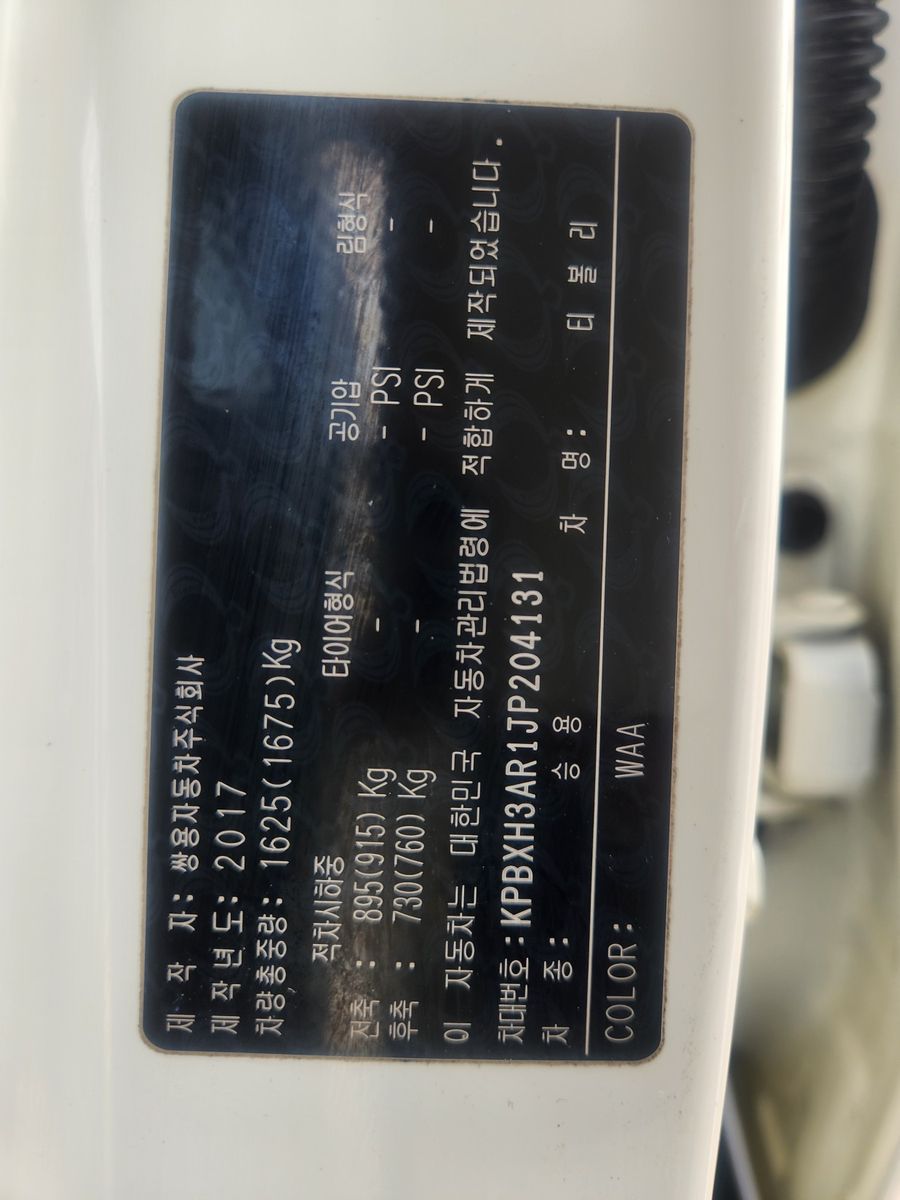 제 작 자: 쌍용자동차주식회사
제 작 년 도: 2017
차량총중량: 1625(1675)Kg
적차시하중 타이어형식 공기압 림형식
전축 : 895(915) Kg - - PSI -
후축 : 730(760) Kg - - PSI -
이 자동차는 대한민국 자동차관리법령에 적합하게 제작되었습니다.
차대번호: KPBXH3AR1JP204131
차 종: 승 용 차 명: 티 볼 리
COLOR: WAA